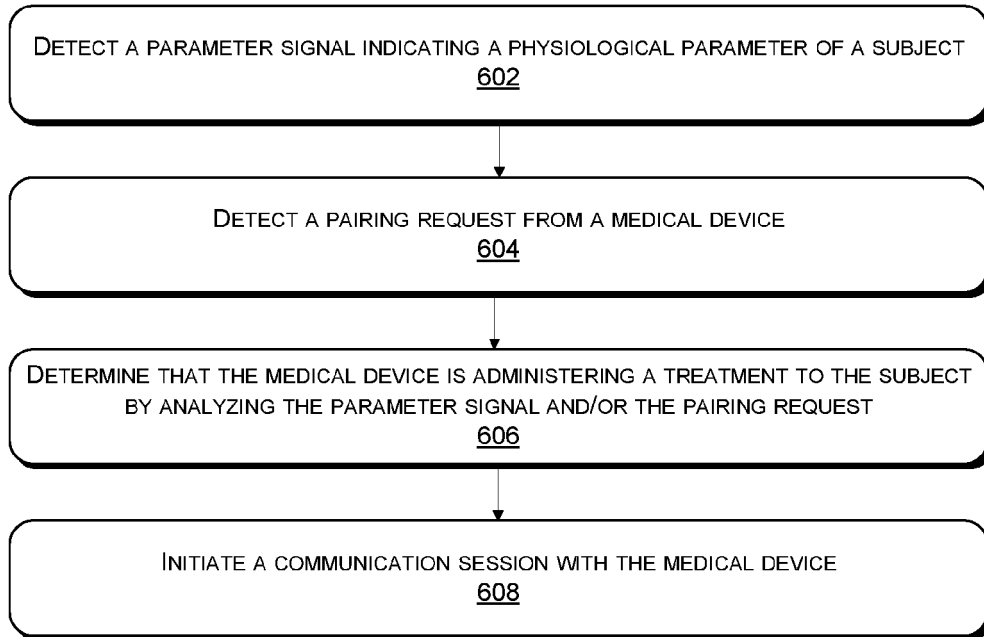 DETECT A PARAMETER SIGNAL INDICATING A PHYSIOLOGICAL PARAMETER OF A SUBJECT
602
DETECT A PAIRING REQUEST FROM A MEDICAL DEVICE
604
DETERMINE THAT THE MEDICAL DEVICE IS ADMINISTERING A TREATMENT TO THE SUBJECT
BY ANALYZING THE PARAMETER SIGNAL AND/OR THE PAIRING REQUEST
606
INITIATE A COMMUNICATION SESSION WITH THE MEDICAL DEVICE
608